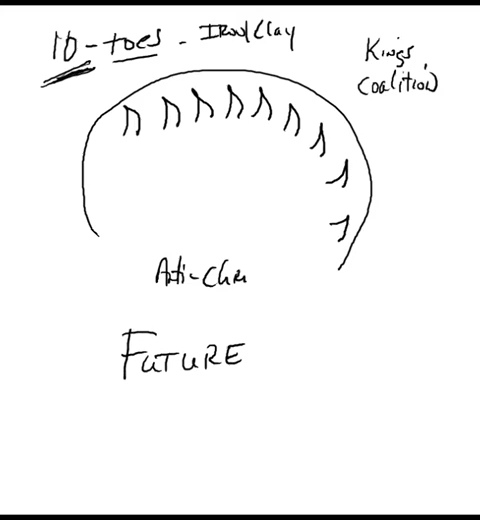 10-toes - Iron/Clay
Kings
Coalition
Anti-Chr
FUTURE